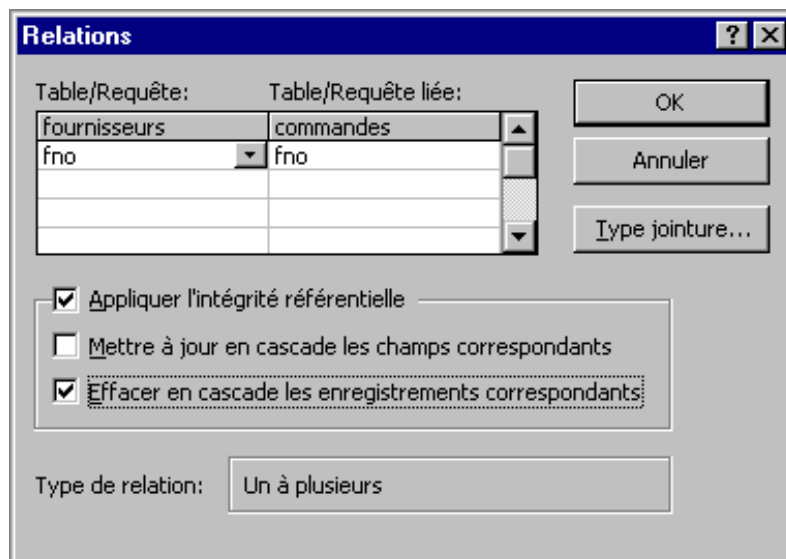 Relations
Table/Requête: Table/Requête liée:
fournisseurs commandes
fno fno
OK
Annuler
Type jointure...
Appliquer l'intégrité référentielle
Mettre à jour en cascade les champs correspondants
Effacer en cascade les enregistrements correspondants
Type de relation: Un à plusieurs